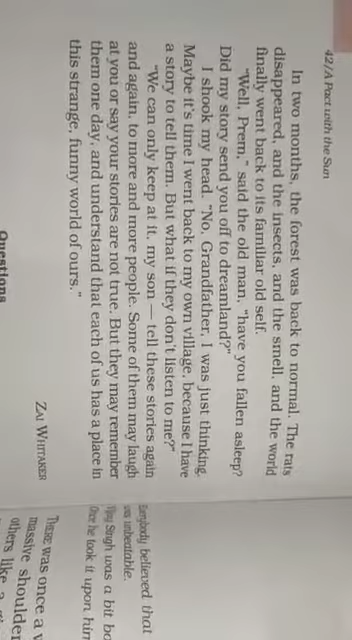 42/A Pact with the Sun
In two months, the forest was back to normal. The rats
disappeared, and the insects, and the smell, and the world
finally went back to its familiar old self.
"Well, Prem," said the old man, "have you fallen asleep?
Did my story send you off to dreamland?"
I shook my head. "No, Grandfather, I was just thinking.
Maybe it's time I went back to my own village, because I have
a story to tell them. But what if they don't listen to me?"
"We can only keep at it, my son — tell these stories again
and again, to more and more people. Some of them may laugh
at you or say your stories are not true. But they may remember
them one day, and understand that each of us has a place in
this strange, funny world of ours."
ZAI WHITAKER
Questions
Everybody believed that
was unbeatable.
Vijay Singh was a bit
Once he took it upon
THERE was once a
massive shoulder
others like a